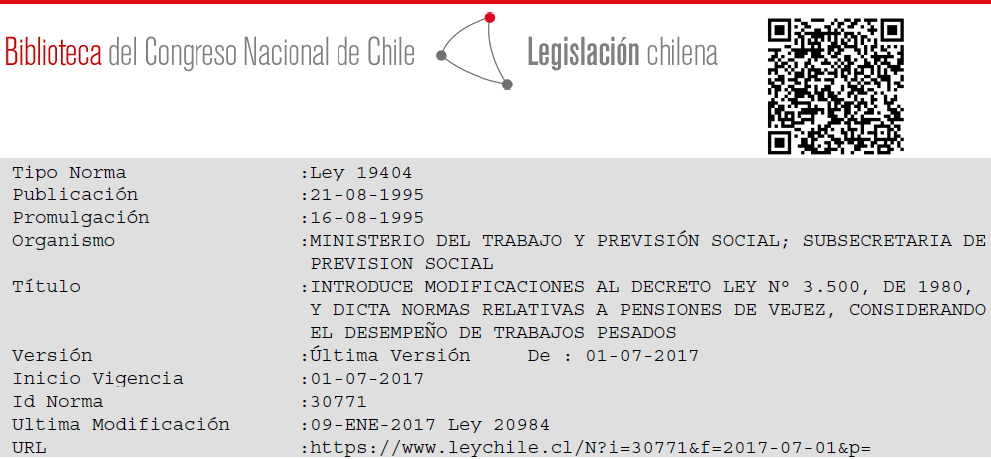 Biblioteca del Congreso Nacional de Chile Legislación chilena
Tipo Norma :Ley 19404
Publicación :21-08-1995
Promulgación :16-08-1995
Organismo :MINISTERIO DEL TRABAJO Y PREVISIÓN SOCIAL; SUBSECRETARIA DE
PREVISION SOCIAL
Título :INTRODUCE MODIFICACIONES AL DECRETO LEY Nº 3.500, DE 1980,
Y DICTA NORMAS RELATIVAS A PENSIONES DE VEJEZ, CONSIDERANDO
EL DESEMPEÑO DE TRABAJOS PESADOS
Versión :Última Versión De : 01-07-2017
Inicio Vigencia :01-07-2017
Id Norma :30771
Ultima Modificación :09-ENE-2017 Ley 20984
URL :https://www.leychile.cl/N?i=30771&f=2017-07-01&p=